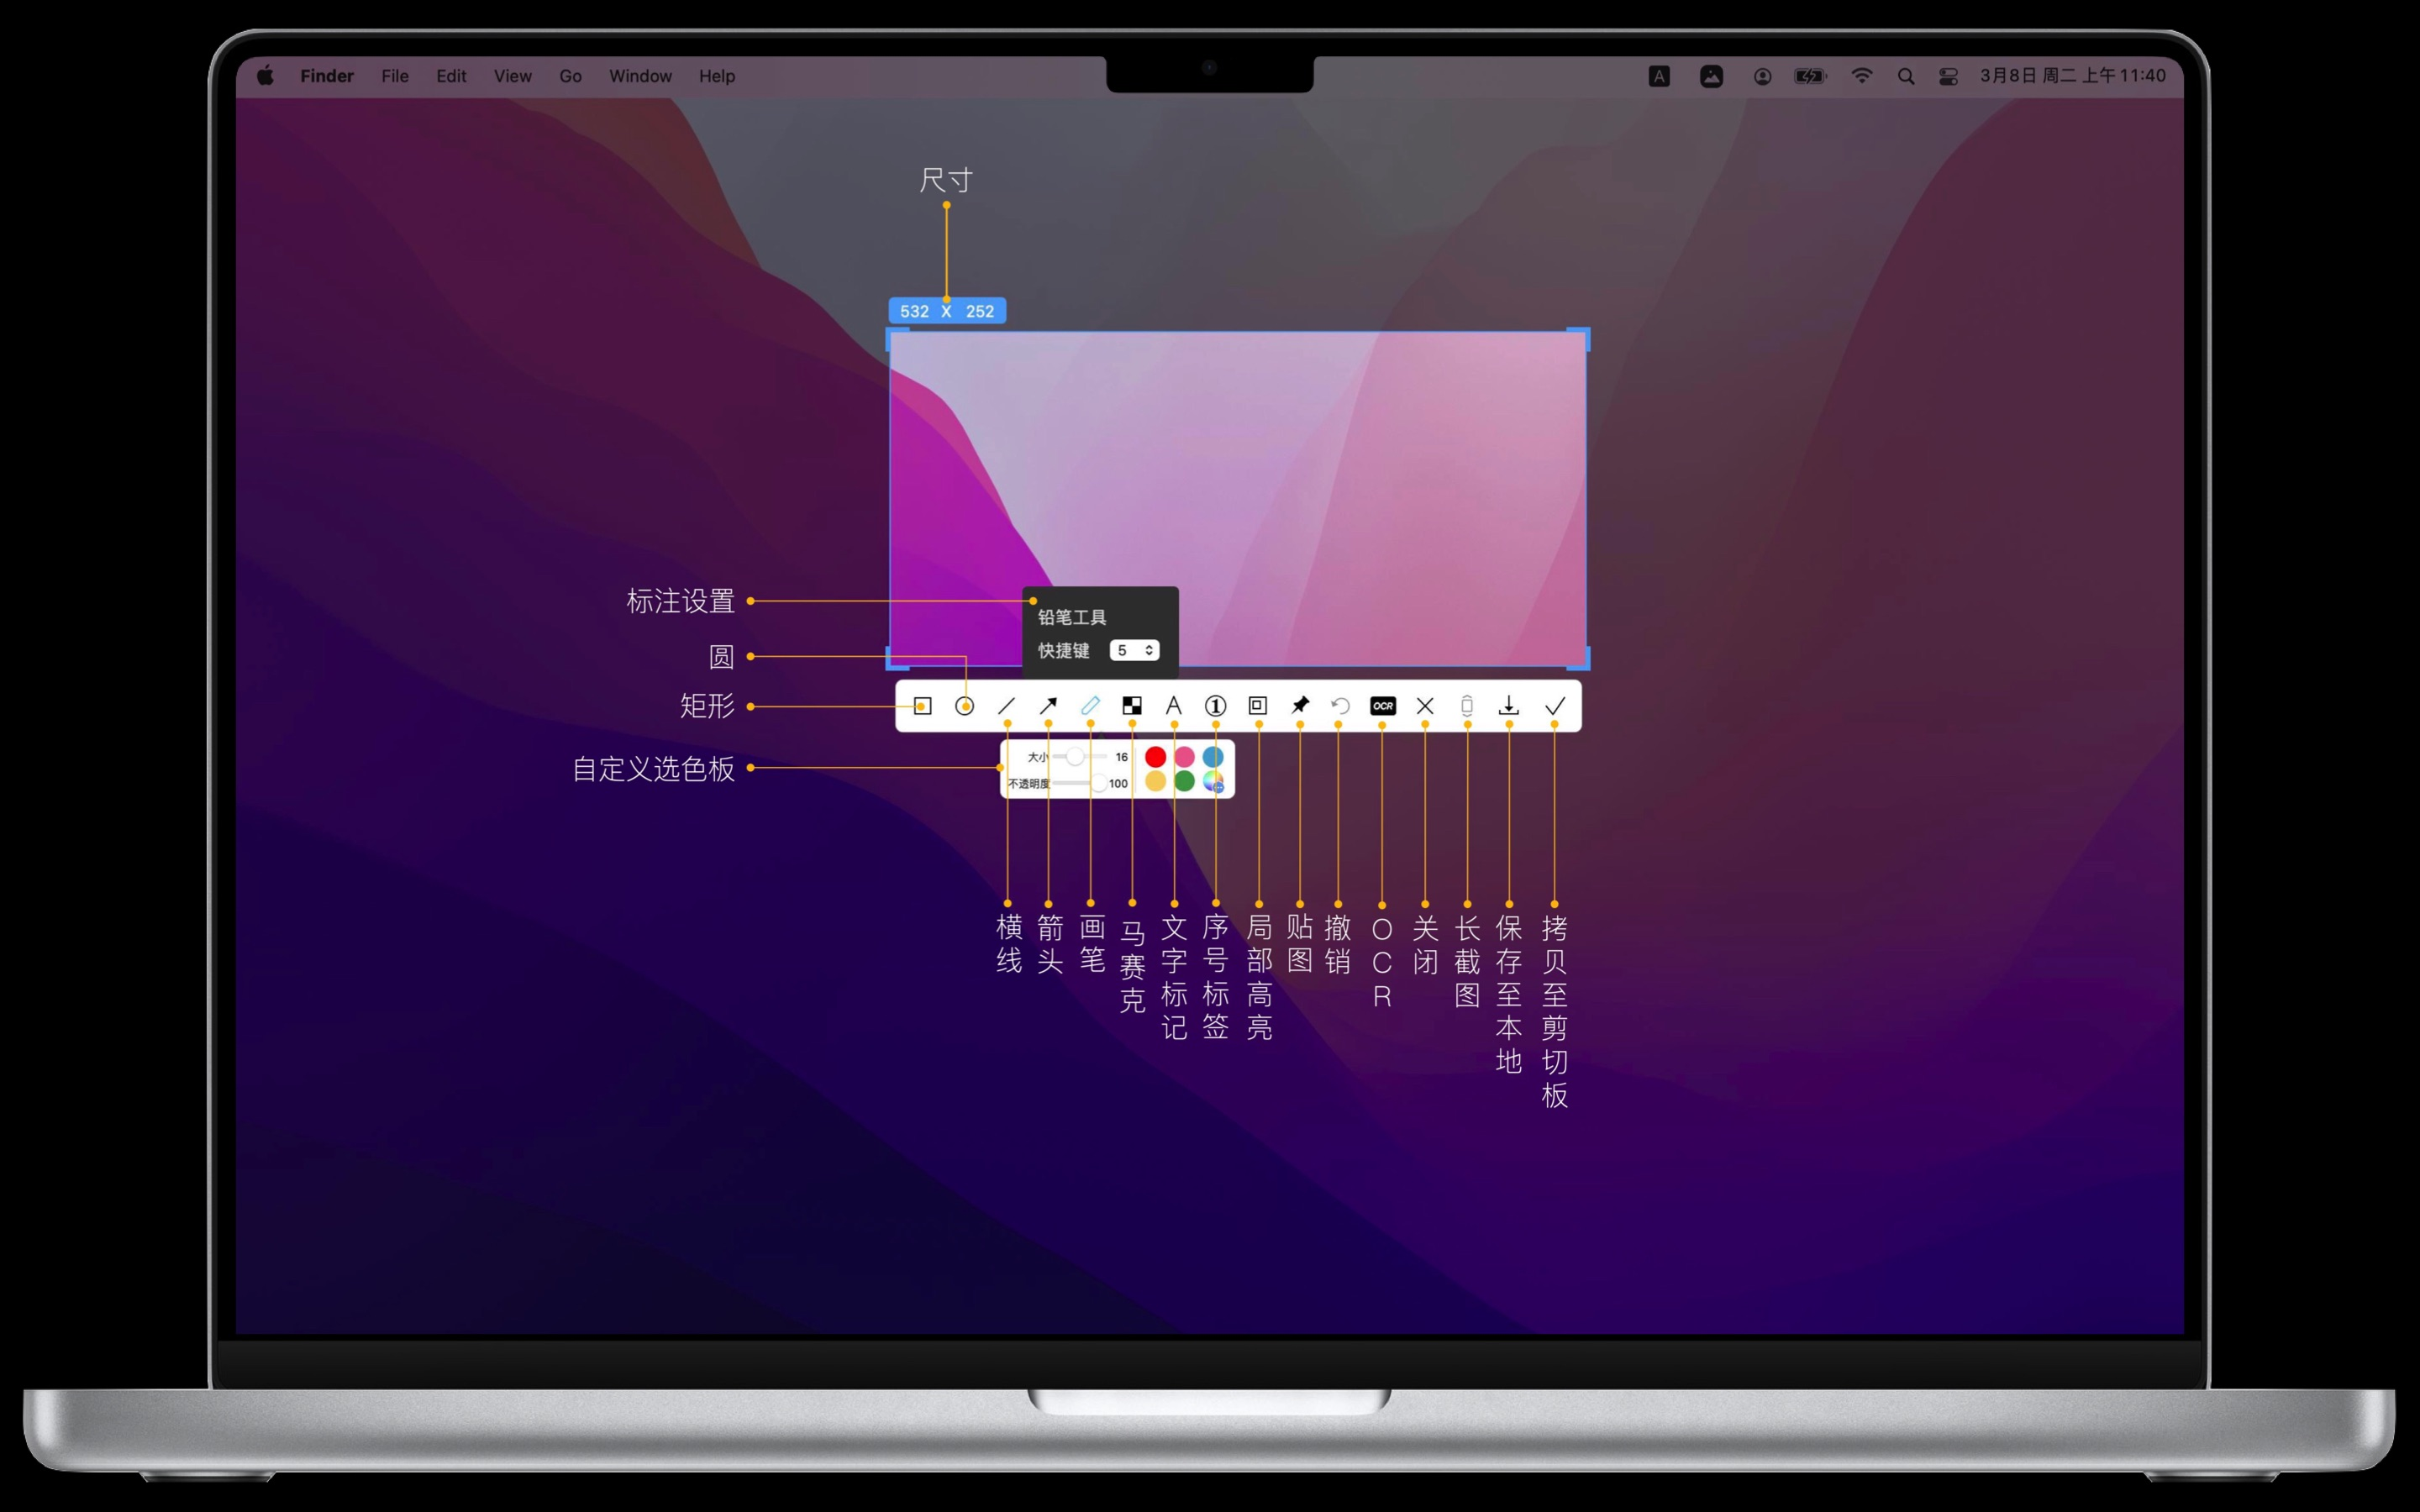 Finder File Edit View Go Window Help
A 3月8日 周二 上午 11:40
尺寸
532 X 252
标注设置
铅笔工具
快捷键 5
圆
矩形
A 1 OCR
自定义选色板
大小 16
不透明度 100
横线
箭头
画笔
马赛克
文字标记
序号标签
局部高亮
贴图
撤销
OCR
关闭
长截图
保存至本地
拷贝至剪切板